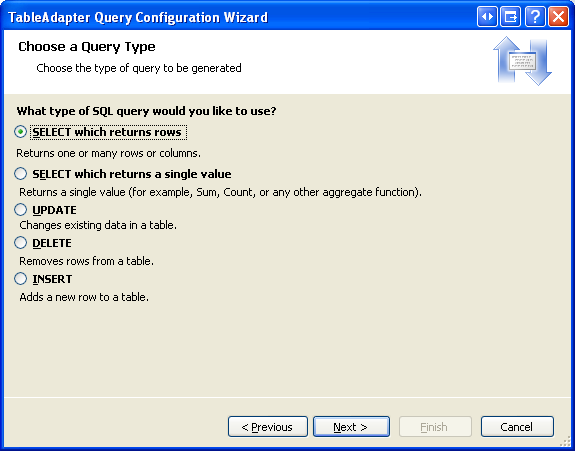 TableAdapter Query Configuration Wizard
Choose a Query Type
Choose the type of query to be generated
What type of SQL query would you like to use?
SELECT which returns rows
Returns one or many rows or columns.
SELECT which returns a single value
Returns a single value (for example, Sum, Count, or any other aggregate function).
UPDATE
Changes existing data in a table.
DELETE
Removes rows from a table.
INSERT
Adds a new row to a table.
< Previous Next > Finish Cancel